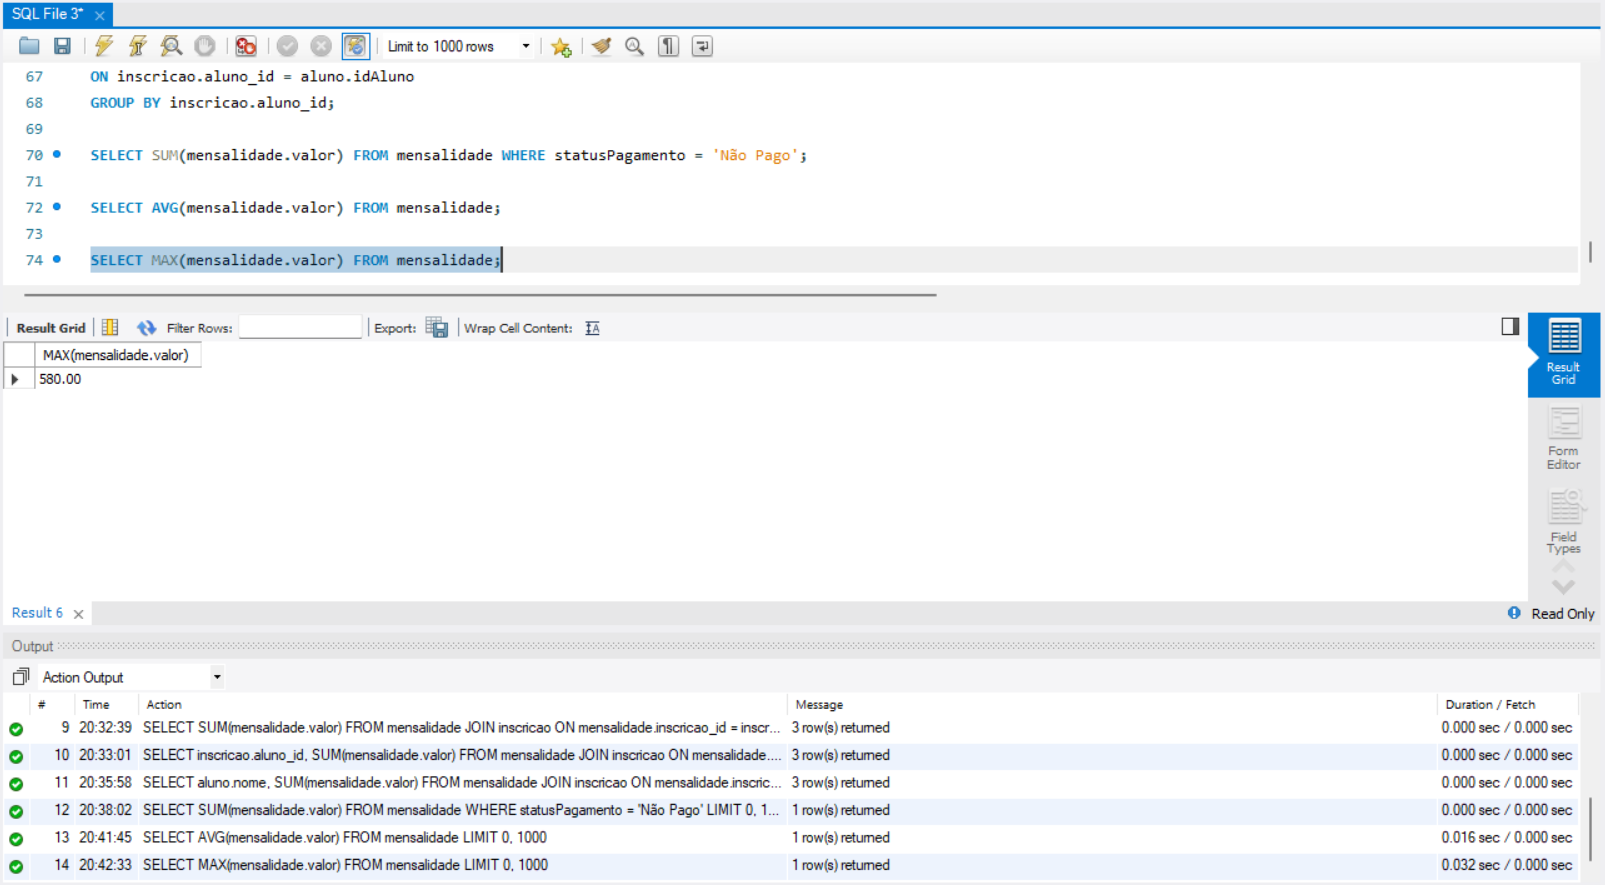 SQL File 3*
Limit to 1000 rows
67 ON inscricao.aluno_id = aluno.idAluno
68 GROUP BY inscricao.aluno_id;
69
70 SELECT SUM(mensalidade.valor) FROM mensalidade WHERE statusPagamento = 'Não Pago';
71
72 SELECT AVG(mensalidade.valor) FROM mensalidade;
73
74 SELECT MAX(mensalidade.valor) FROM mensalidade;
Result Grid Filter Rows: Export: Wrap Cell Content:
MAX(mensalidade.valor)
580.00
Result
Grid
Form
Editor
Field
Types
Result 6
Read Only
Output
Action Output
# Time Action Message Duration / Fetch
9 20:32:39 SELECT SUM(mensalidade.valor) FROM mensalidade JOIN inscricao ON mensalidade.inscricao_id = inscr... 3 row(s) returned 0.000 sec / 0.000 sec
10 20:33:01 SELECT inscricao.aluno_id, SUM(mensalidade.valor) FROM mensalidade JOIN inscricao ON mensalidade.... 3 row(s) returned 0.000 sec / 0.000 sec
11 20:35:58 SELECT aluno.nome, SUM(mensalidade.valor) FROM mensalidade JOIN inscricao ON mensalidade.inscric... 3 row(s) returned 0.000 sec / 0.000 sec
12 20:38:02 SELECT SUM(mensalidade.valor) FROM mensalidade WHERE statusPagamento = 'Não Pago' LIMIT 0, 1... 1 row(s) returned 0.000 sec / 0.000 sec
13 20:41:45 SELECT AVG(mensalidade.valor) FROM mensalidade LIMIT 0, 1000 1 row(s) returned 0.016 sec / 0.000 sec
14 20:42:33 SELECT MAX(mensalidade.valor) FROM mensalidade LIMIT 0, 1000 1 row(s) returned 0.032 sec / 0.000 sec